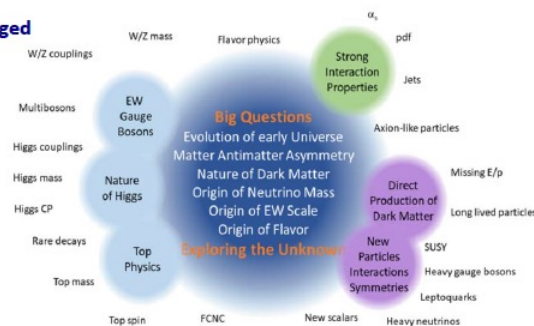 ged
W/Z couplings
W/Z mass
Flavor physics
αs
pdf
Jets
Strong
Interaction
Properties
Multibosons
EW
Gauge
Bosons
Big Questions
Evolution of early Universe
Matter Antimatter Asymmetry
Nature of Dark Matter
Origin of Neutrino Mass
Origin of EW Scale
Origin of Flavor
Exploring the Unknown
Axion-like particles
Higgs couplings
Higgs mass
Higgs CP
Nature
of Higgs
Direct
Production of
Dark Matter
Missing E/p
Long lived particles
Rare decays
Top
Physics
Top mass
New
Particles
Interactions
Symmetries
SUSY
Heavy gauge bosons
Leptoquarks
Top spin
FCNC
New scalars
Heavy neutrinos